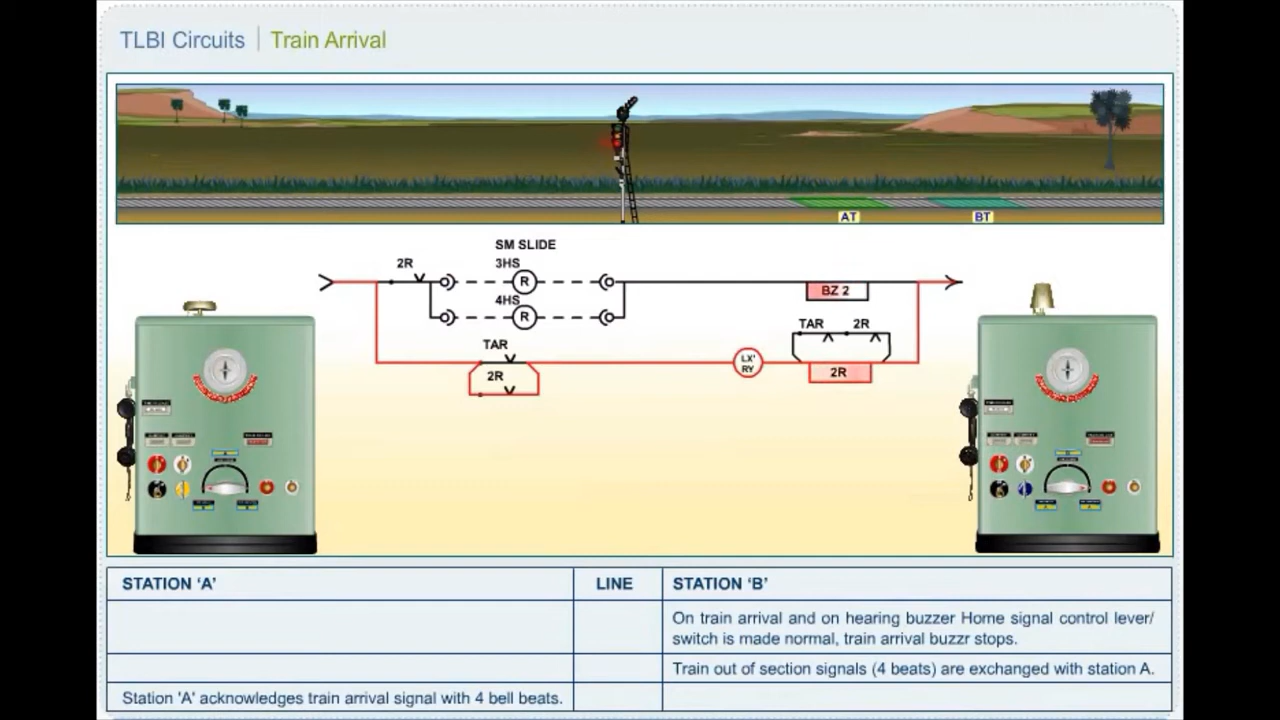 TLBI Circuits | Train Arrival
AT
BT
SM SLIDE
2R
3HS
R
4HS
R
BZ 2
TAR
2R
TAR
2R
LX'
RY
2R
STATION ‘A’
LINE
STATION ‘B’
On train arrival and on hearing buzzer Home signal control lever/
switch is made normal, train arrival buzzr stops.
Train out of section signals (4 beats) are exchanged with station A.
Station 'A' acknowledges train arrival signal with 4 bell beats.